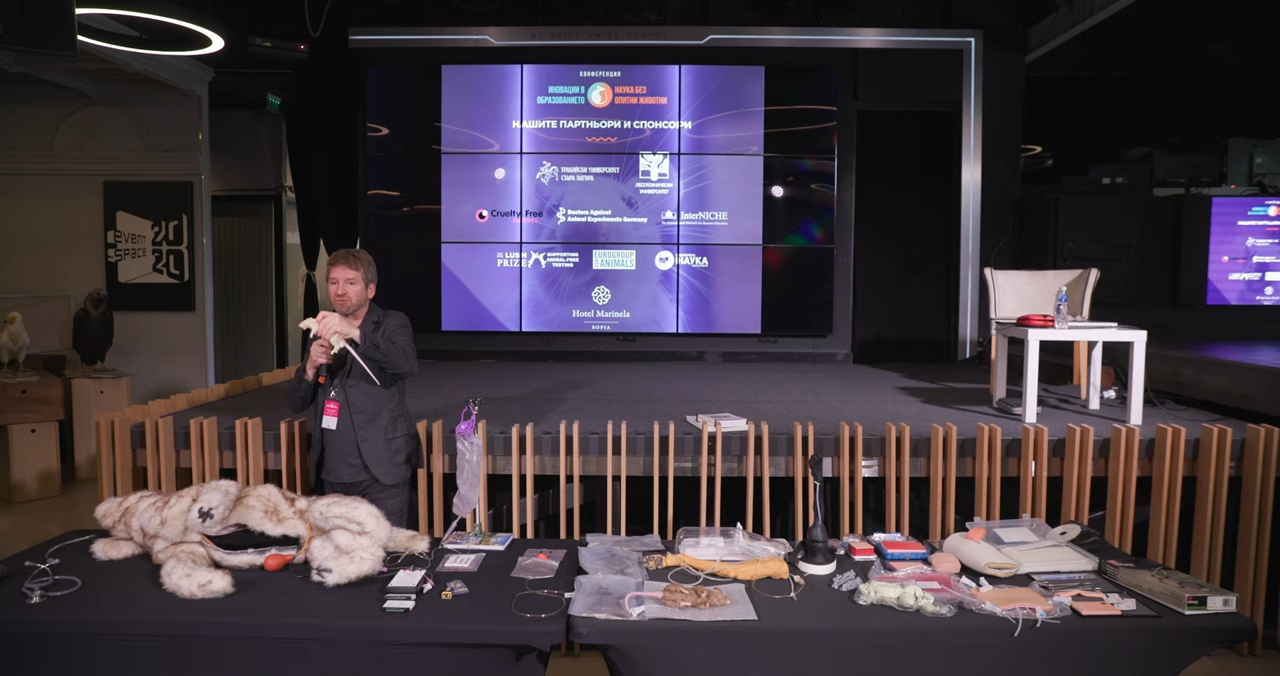 КОНФЕРЕНЦИЯ
ИНОВАЦИИ В ОБРАЗОВАНИЕТО
НАУКА БЕЗ ОПИТНИ ЖИВОТНИ
НАШИТЕ ПАРТНЬОРИ И СПОНСОРИ
ТРАКИЙСКИ УНИВЕРСИТЕТ
СТАРА ЗАГОРА
ЛЕСОТЕХНИЧЕСКИ
УНИВЕРСИТЕТ
Cruelty Free
Doctors Against
Animal Experiments Germany
InterNICHE
LUSH
PRIZE
SUPPORTING
ANIMAL-FREE
TESTING
EUROGROUP
FOR ANIMALS
НАУКА
Hotel Marinela
SOFIA
event
space
20
20